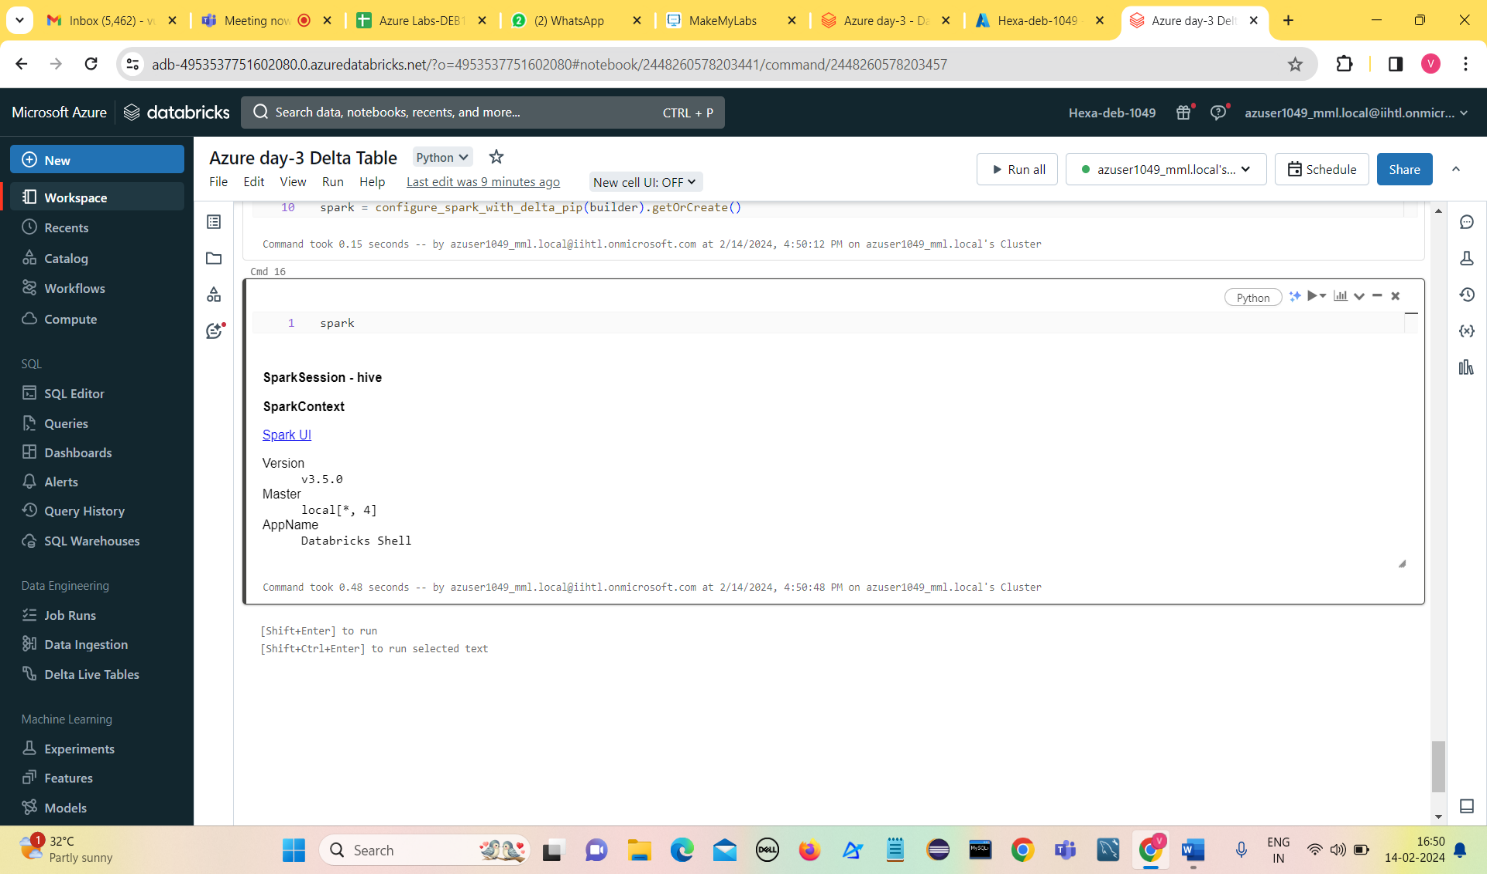 Inbox (5,462) - v
Meeting now
Azure Labs-DEB1
(2) WhatsApp
MakeMyLabs
Azure day-3 - Da
Hexa-deb-1049
Azure day-3 Delt
adb-4953537751602080.0.azuredatabricks.net/?o=4953537751602080#notebook/2448260578203441/command/2448260578203457
V
Microsoft Azure
databricks
Search data, notebooks, recents, and more...
CTRL + P
Hexa-deb-1049
azuser1049_mml.local@iihtl.onmicr...
New
Workspace
Recents
Catalog
Workflows
Compute
SQL
SQL Editor
Queries
Dashboards
Alerts
Query History
SQL Warehouses
Data Engineering
Job Runs
Data Ingestion
Delta Live Tables
Machine Learning
Experiments
Features
Models
Azure day-3 Delta Table
Python
File
Edit
View
Run
Help
Last edit was 9 minutes ago
New cell UI: OFF
Run all
azuser1049_mml.local's...
Schedule
Share
10 spark = configure_spark_with_delta_pip(builder).getOrCreate()
Command took 0.15 seconds -- by azuser1049_mml.local@iihtl.onmicrosoft.com at 2/14/2024, 4:50:12 PM on azuser1049_mml.local's Cluster
Cmd 16
Python
1 spark
SparkSession - hive
SparkContext
Spark UI
Version
v3.5.0
Master
local[*, 4]
AppName
Databricks Shell
Command took 0.48 seconds -- by azuser1049_mml.local@iihtl.onmicrosoft.com at 2/14/2024, 4:50:48 PM on azuser1049_mml.local's Cluster
[Shift+Enter] to run
[Shift+Ctrl+Enter] to run selected text
1
32°C
Partly sunny
Search
DELL
MySQL
V
W
ENG
IN
16:50
14-02-2024